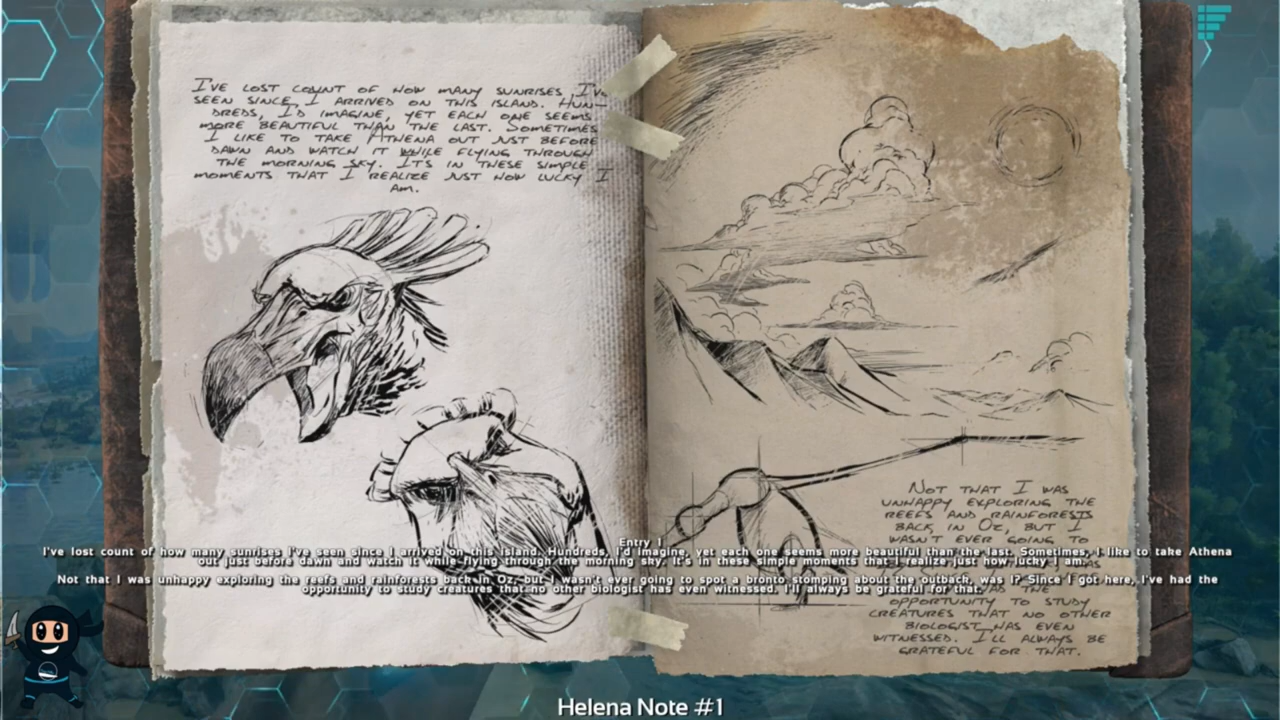 I'VE LOST COUNT OF HOW MANY SUNRISES I'VE
SEEN SINCE I ARRIVED ON THIS ISLAND. HUN-
DREDS, I'D IMAGINE, YET EACH ONE SEEMS
MORE BEAUTIFUL THAN THE LAST. SOMETIMES
I LIKE TO TAKE ATHENA OUT JUST BEFORE
DAWN AND WATCH IT WHILE FLYING THROUGH
THE MORNING SKY. IT'S IN THESE SIMPLE
MOMENTS THAT I REALIZE JUST HOW LUCKY I
AM.
NOT THAT I WAS
UNHAPPY EXPLORING THE
REEFS AND RAINFORESTS
BACK IN OZ, BUT I
WASN'T EVER GOING TO
Entry 1
I've lost count of how many sunrises I've seen since I arrived on this island. Hundreds, I'd imagine, yet each one seems more beautiful than the last. Sometimes, I like to take Athena
out just before dawn and watch it while flying through the morning sky. It's in these simple moments that I realize just how lucky I am.
Not that I was unhappy exploring the reefs and rainforests back in Oz, but I wasn't ever going to spot a bronto stomping about the outback, was I? Since I got here, I've had the
opportunity to study creatures that no other biologist has even witnessed. I'll always be grateful for that.
THE
OPPORTUNITY TO STUDY
CREATURES THAT NO OTHER
BIOLOGIST HAS EVEN
WITNESSED. I'LL ALWAYS BE
GRATEFUL FOR THAT.
Helena Note #1